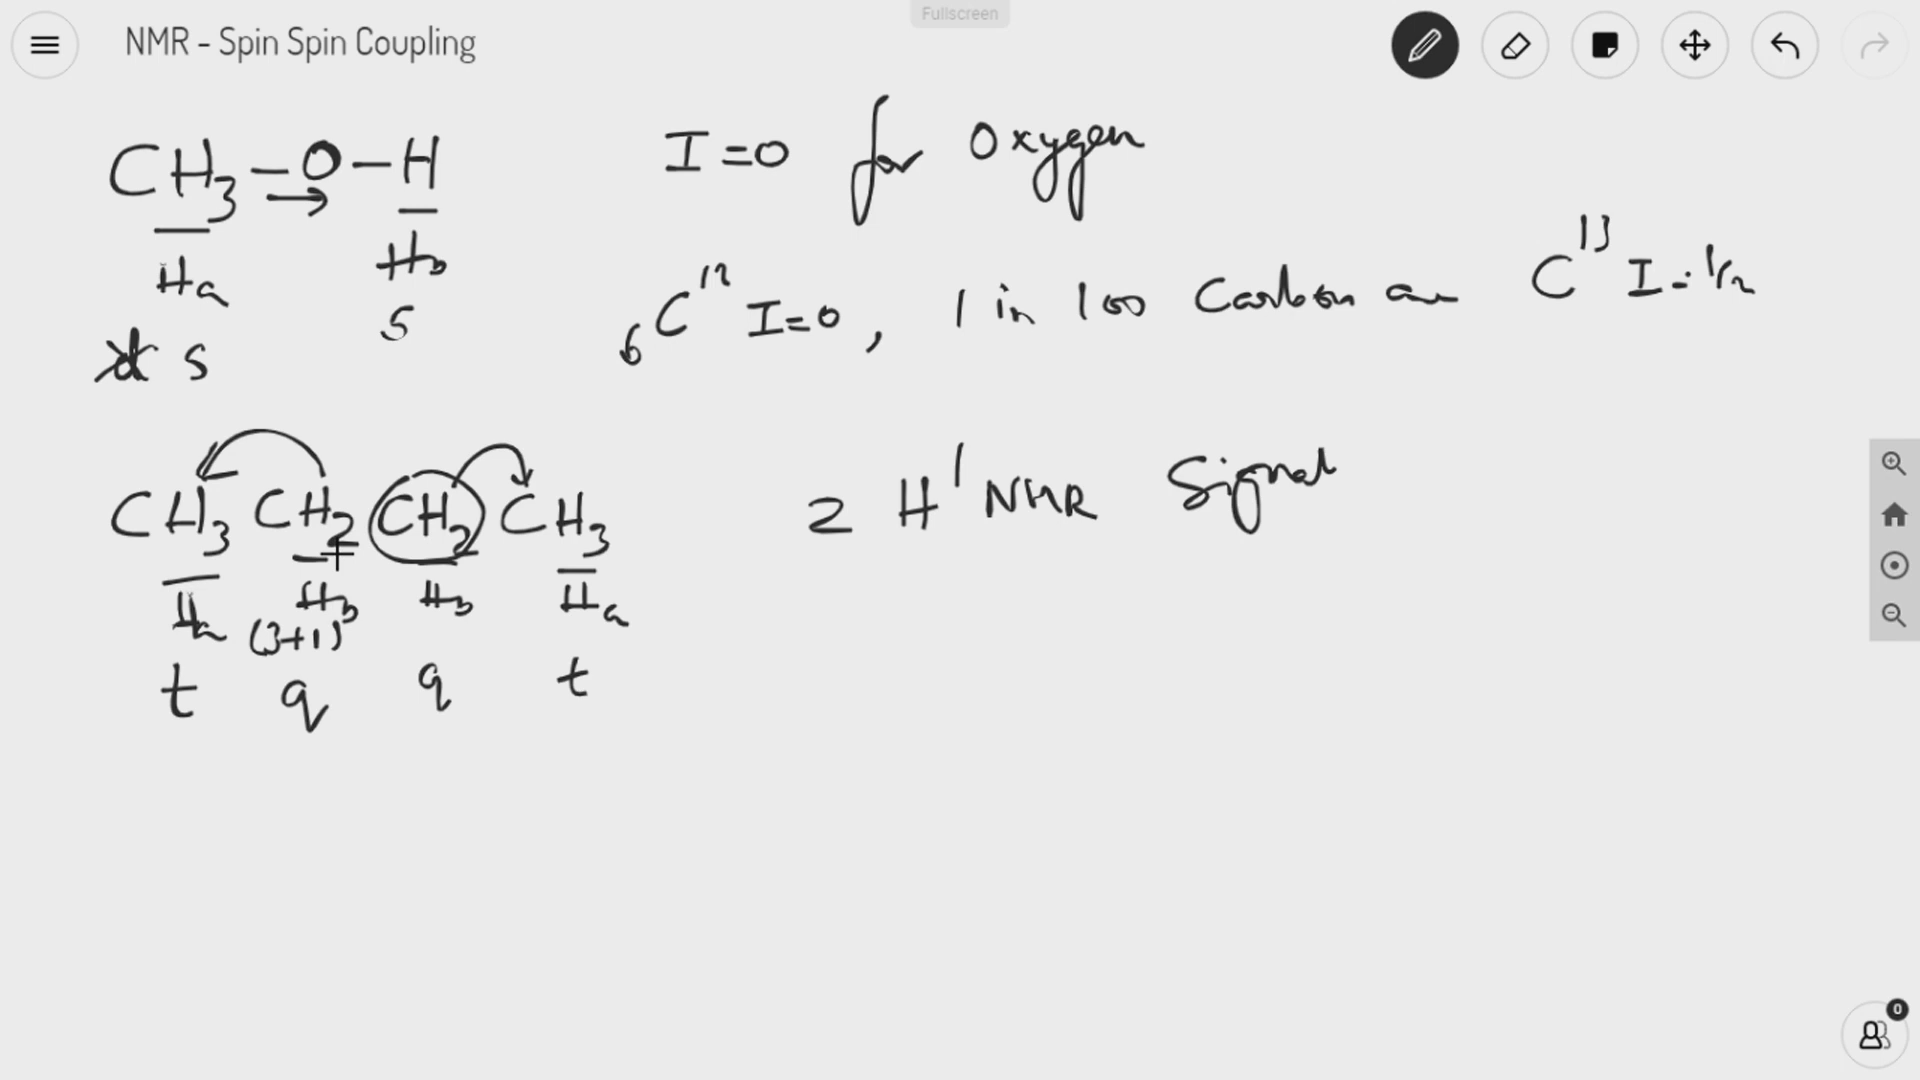 Fullscreen
NMR - Spin Spin Coupling
CH₃ - O - H
I = 0 for Oxygen
Ha Hb
s s
₆C¹² I=0, 1 in 100 Carbon are C¹³ I = 1/2
CH₃ CH₂ CH₂ CH₃
2 H¹ NMR Signal
Ha Hb Hb Ha
(3+1)
t q q t
0